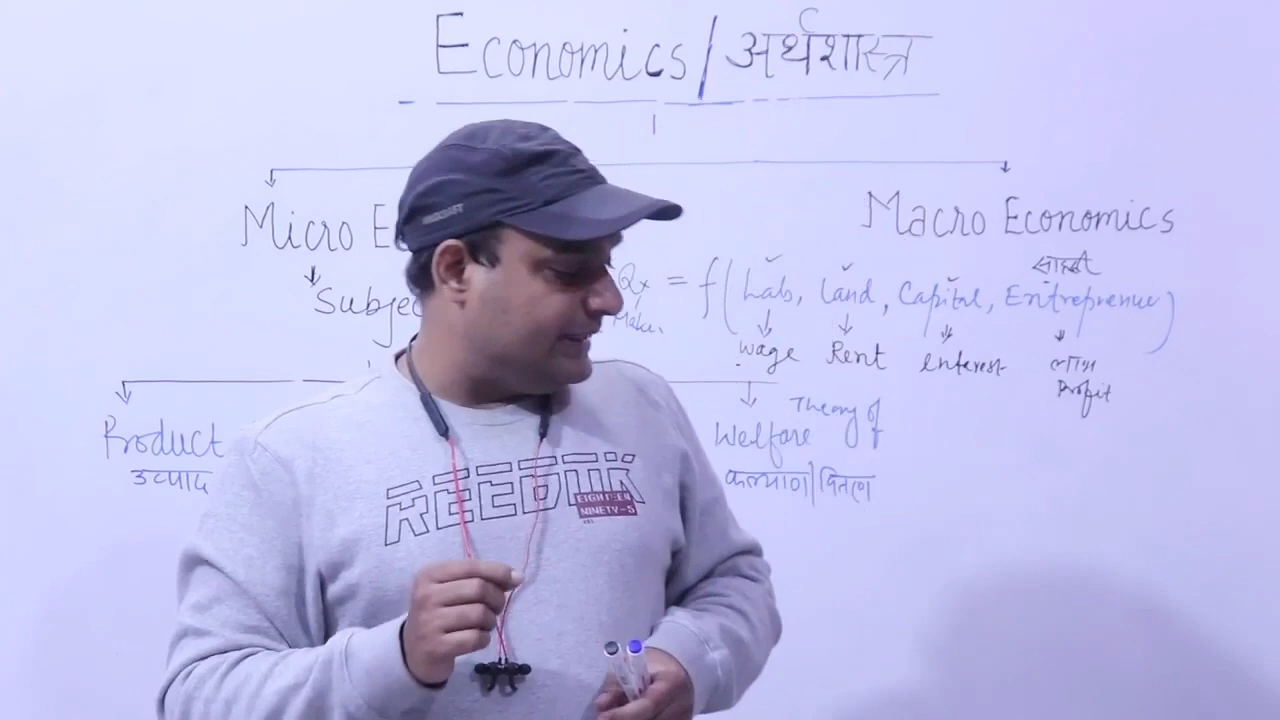 Economics/अर्थशास्त्र
Micro E
Macro Economics
Subjec
साहसी
Qx = f(Lab, Land, Capital, Entreprenue)
Wage Rent Interest लाभ
Profit
Product
उत्पाद
Theory of
Welfare
कल्याण/वितरण
REEBOK
EIGHTEEN
NINETY-5